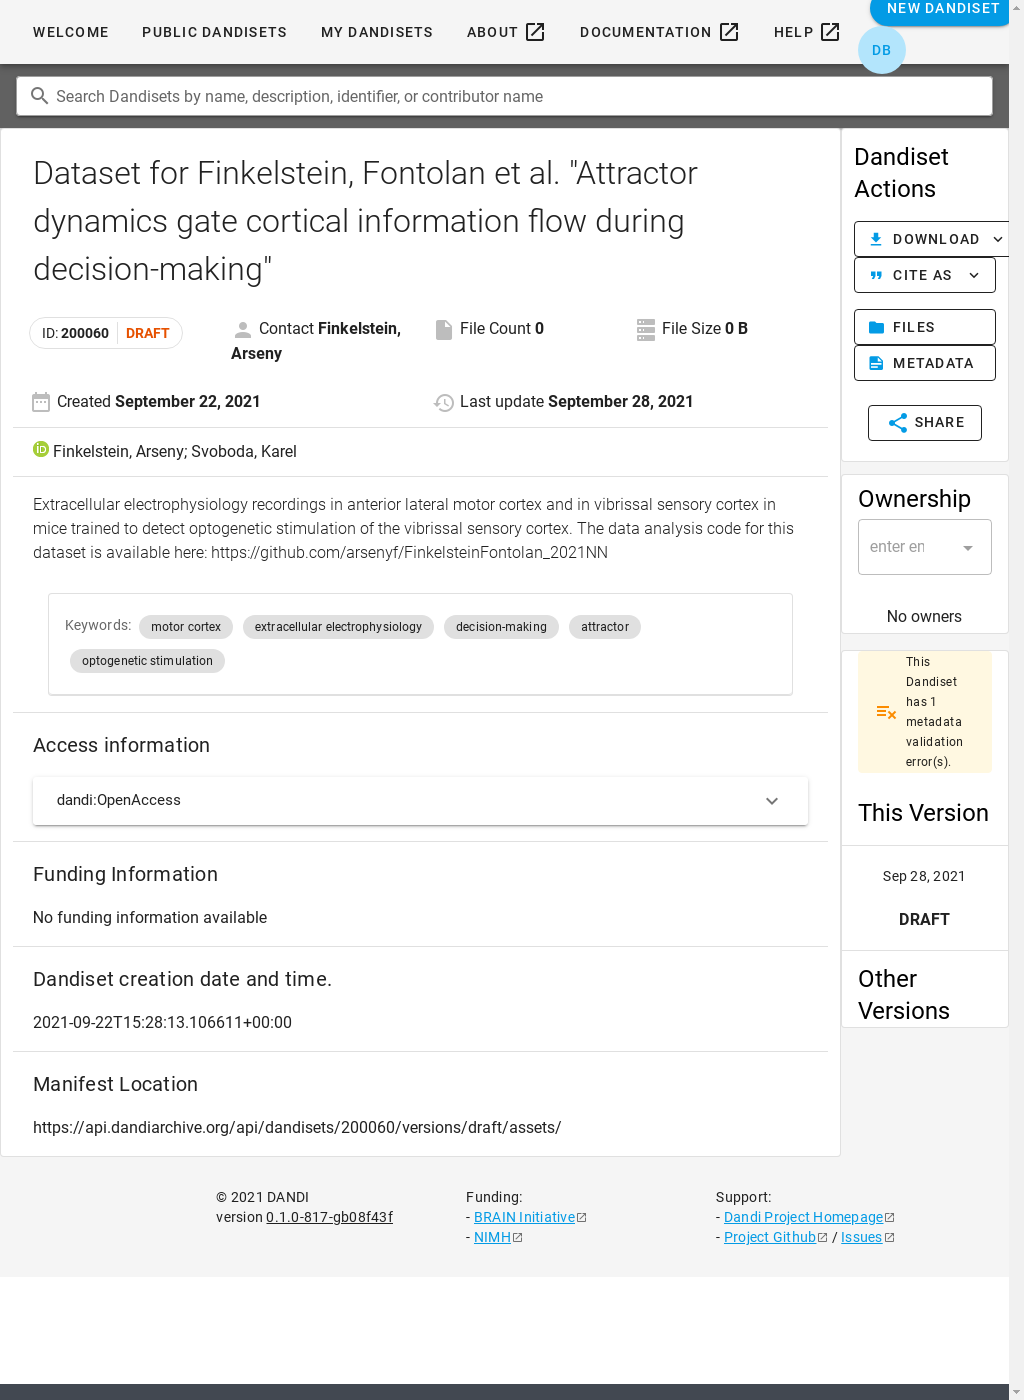 WELCOME PUBLIC DANDISETS MY DANDISETS ABOUT DOCUMENTATION HELP NEW DANDISET
DB
Search Dandisets by name, description, identifier, or contributor name
Dataset for Finkelstein, Fontolan et al. "Attractor
dynamics gate cortical information flow during
decision-making"
ID: 200060 DRAFT
Contact Finkelstein,
Arseny
File Count 0
File Size 0 B
Created September 22, 2021
Last update September 28, 2021
iD Finkelstein, Arseny; Svoboda, Karel
Extracellular electrophysiology recordings in anterior lateral motor cortex and in vibrissal sensory cortex in
mice trained to detect optogenetic stimulation of the vibrissal sensory cortex. The data analysis code for this
dataset is available here: https://github.com/arsenyf/FinkelsteinFontolan_2021NN
Keywords: motor cortex extracellular electrophysiology decision-making attractor
optogenetic stimulation
Access information
dandi:OpenAccess
Funding Information
No funding information available
Dandiset creation date and time.
2021-09-22T15:28:13.106611+00:00
Manifest Location
https://api.dandiarchive.org/api/dandisets/200060/versions/draft/assets/
Dandiset
Actions
DOWNLOAD
CITE AS
FILES
METADATA
SHARE
Ownership
enter en
No owners
This
Dandiset
has 1
metadata
validation
error(s).
This Version
Sep 28, 2021
DRAFT
Other
Versions
© 2021 DANDI
version 0.1.0-817-gb08f43f
Funding:
- BRAIN Initiative
- NIMH
Support:
- Dandi Project Homepage
- Project Github / Issues